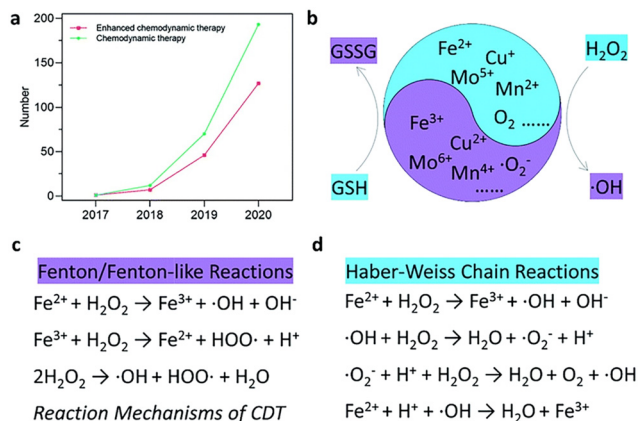 a
Enhanced chemodynamic therapy
Chemodynamic therapy
Number
200
150
100
50
0
2017 2018 2019 2020
b
GSSG
GSH
Fe²⁺
Cu⁺
Mo⁵⁺
Mn²⁺
O₂ ......
Fe³⁺
Cu²⁺
Mo⁶⁺
Mn⁴⁺ ·O₂⁻
......
H₂O₂
·OH
c
Fenton/Fenton-like Reactions
Fe²⁺ + H₂O₂ → Fe³⁺ + ·OH + OH⁻
Fe³⁺ + H₂O₂ → Fe²⁺ + HOO· + H⁺
2H₂O₂ → ·OH + HOO· + H₂O
Reaction Mechanisms of CDT
d
Haber-Weiss Chain Reactions
Fe²⁺ + H₂O₂ → Fe³⁺ + ·OH + OH⁻
·OH + H₂O₂ → H₂O + ·O₂⁻ + H⁺
·O₂⁻ + H⁺ + H₂O₂ → H₂O + O₂ + ·OH
Fe²⁺ + H⁺ + ·OH → H₂O + Fe³⁺